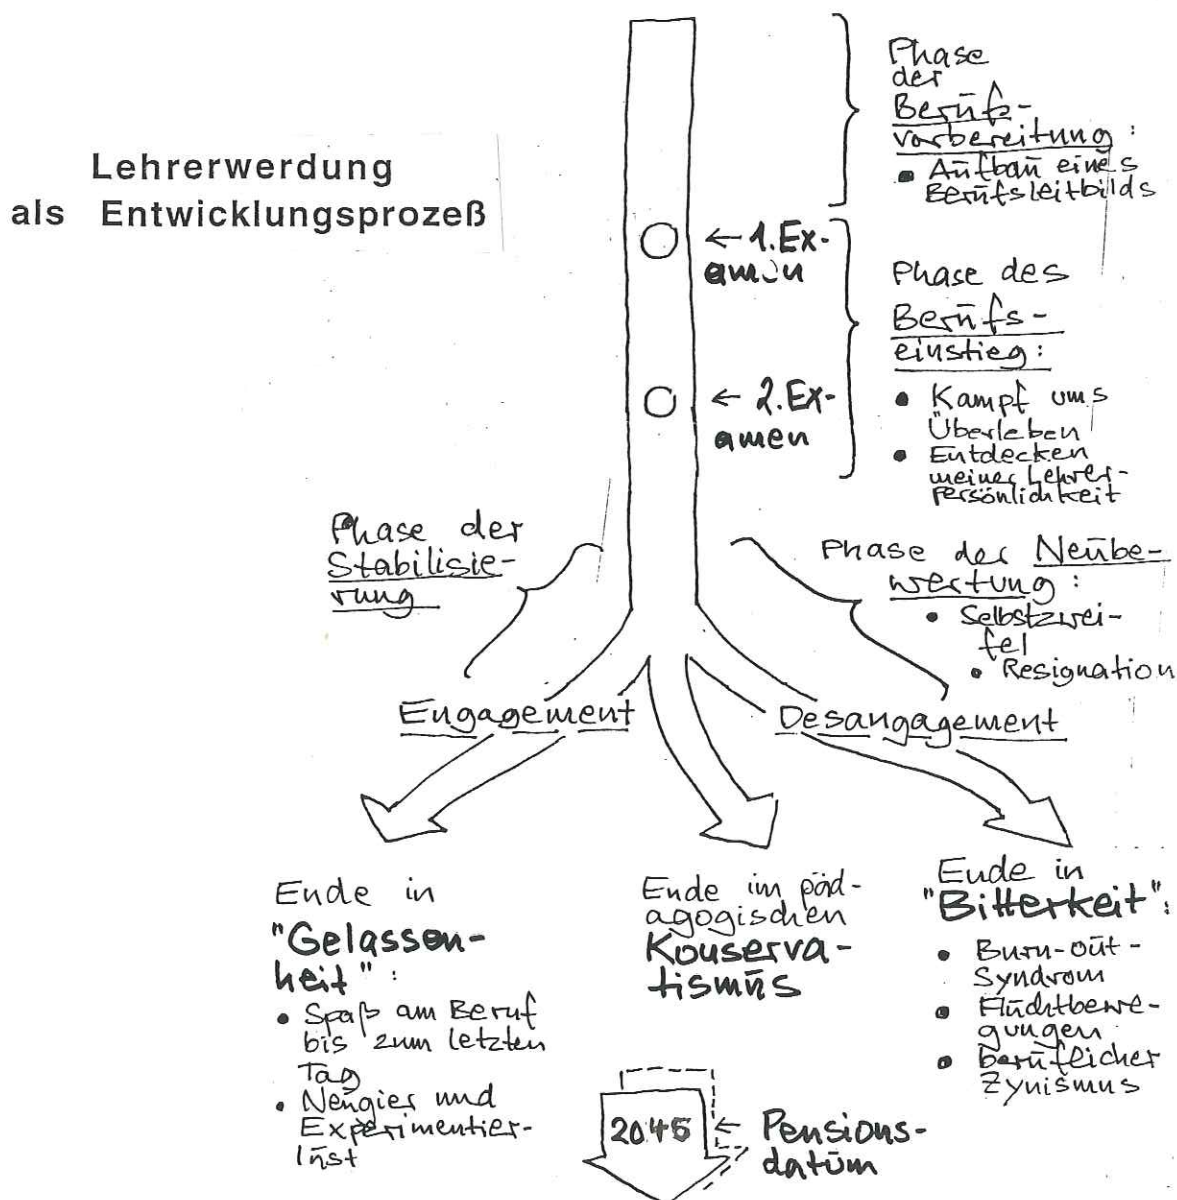 Lehrerwerdung
als Entwicklungsprozeß
Phase
der
Berufs-
vorbereitung:
• Aufbau eines
Berufsleitbilds
← 1. Ex-
amen
Phase des
Berufs-
einstieg:
← 2. Ex-
amen
• Kampf ums
Überleben
• Entdecken
meiner Lehrer-
persönlichkeit
Phase der
Stabilisie-
rung
Phase der Neube-
wertung:
• Selbstzwei-
fel
• Resignation
Engagement
Desangagement
Ende in
"Gelassen-
heit":
• Spaß am Beruf
bis zum letzten
Tag
• Neugier und
Experimentier-
lust
Ende im päd-
agogischen
Konserva-
tismus
Ende in
"Bitterkeit":
• Burn-out-
Syndrom
• Fluchtbewe-
gungen
• beruflicher
Zynismus
2045
← Pensions-
datum